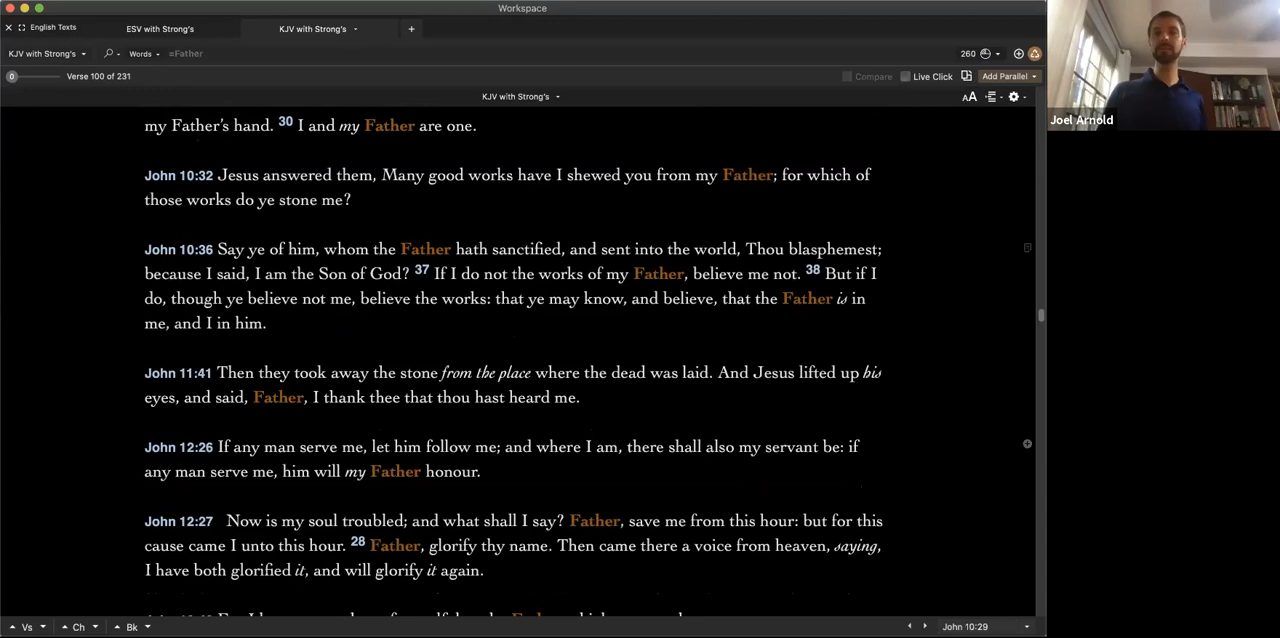 Workspace
English Texts
ESV with Strong's
KJV with Strong's
+
KJV with Strong's
Words
=Father
260
0
Verse 100 of 231
Compare
Live Click
Add Parallel
KJV with Strong's
AA
my Father's hand. 30 I and my Father are one.
John 10:32 Jesus answered them, Many good works have I shewed you from my Father; for which of
those works do ye stone me?
John 10:36 Say ye of him, whom the Father hath sanctified, and sent into the world, Thou blasphemest;
because I said, I am the Son of God? 37 If I do not the works of my Father, believe me not. 38 But if I
do, though ye believe not me, believe the works: that ye may know, and believe, that the Father is in
me, and I in him.
John 11:41 Then they took away the stone from the place where the dead was laid. And Jesus lifted up his
eyes, and said, Father, I thank thee that thou hast heard me.
John 12:26 If any man serve me, let him follow me; and where I am, there shall also my servant be: if
any man serve me, him will my Father honour.
John 12:27 Now is my soul troubled; and what shall I say? Father, save me from this hour: but for this
cause came I unto this hour. 28 Father, glorify thy name. Then came there a voice from heaven, saying,
I have both glorified it, and will glorify it again.
Vs
Ch
Bk
John 10:29
Joel Arnold